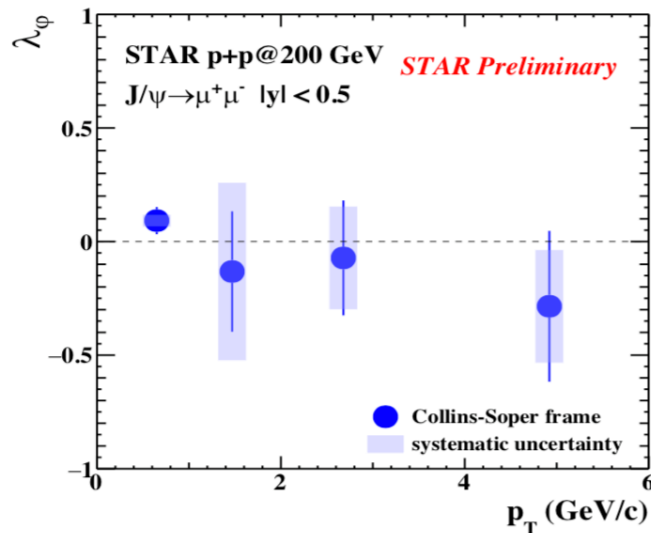 λφ
1
0.5
0
−0.5
−1
STAR p+p@200 GeV
STAR Preliminary
J/ψ→μ+μ- |y| < 0.5
Collins-Soper frame
systematic uncertainty
0 2 4 6
pT (GeV/c)